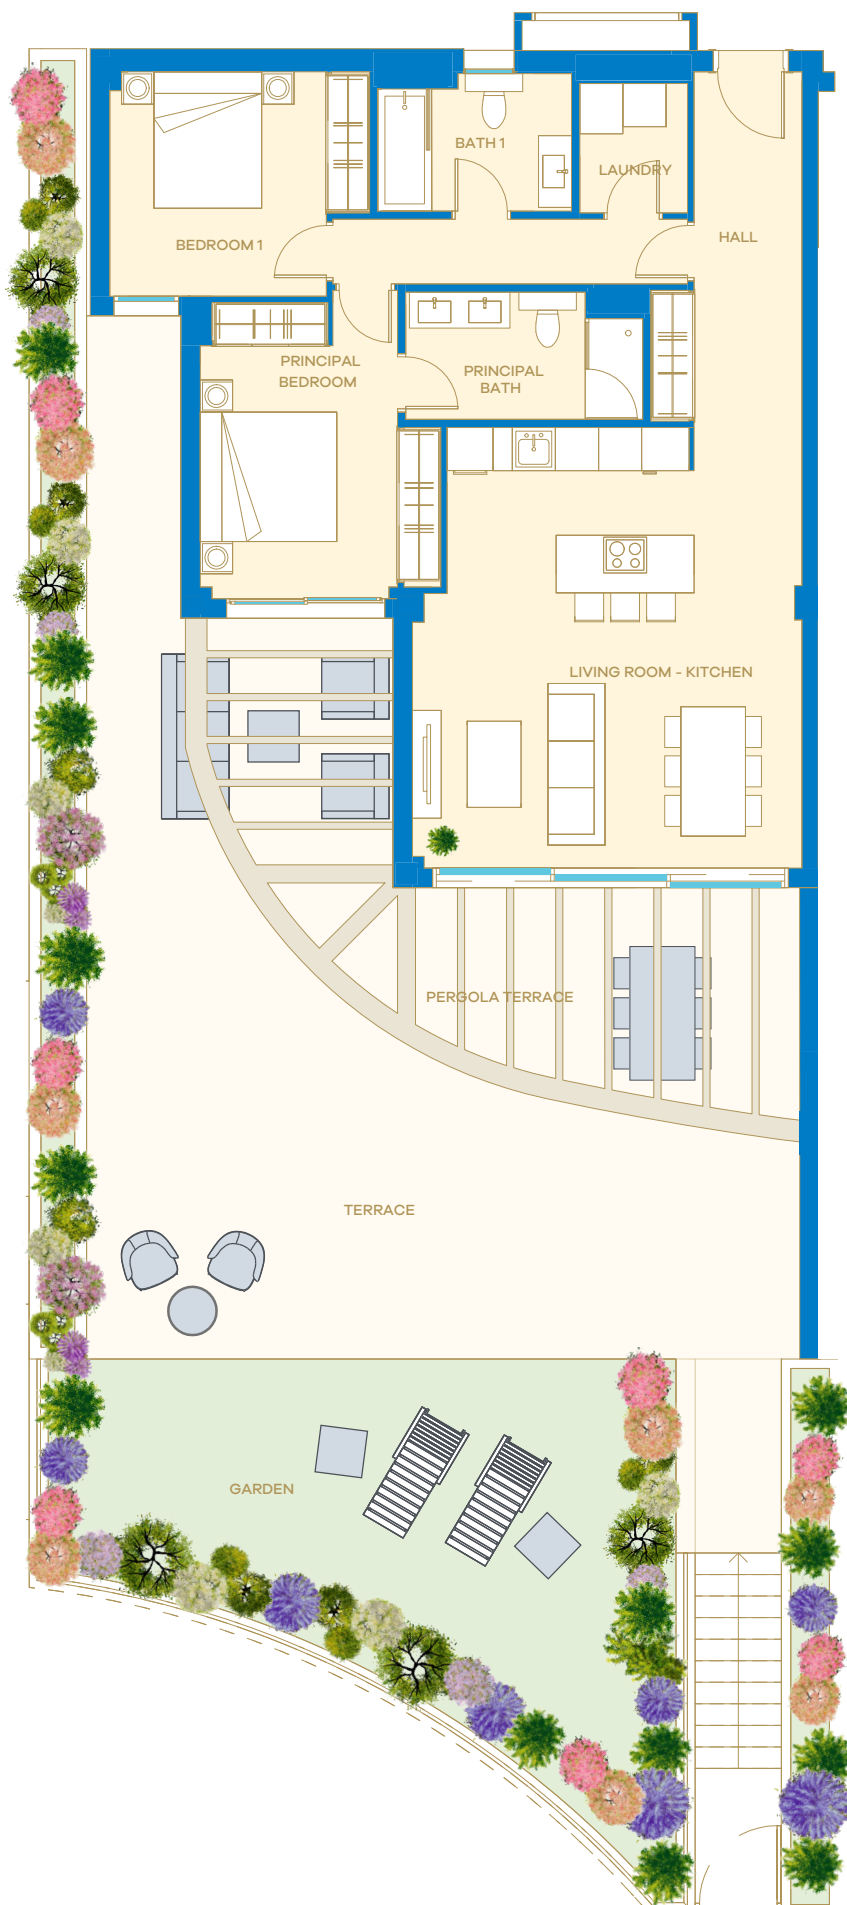 BATH 1
LAUNDRY
BEDROOM 1
HALL
PRINCIPAL
BEDROOM
PRINCIPAL
BATH
LIVING ROOM - KITCHEN
PERGOLA TERRACE
TERRACE
GARDEN